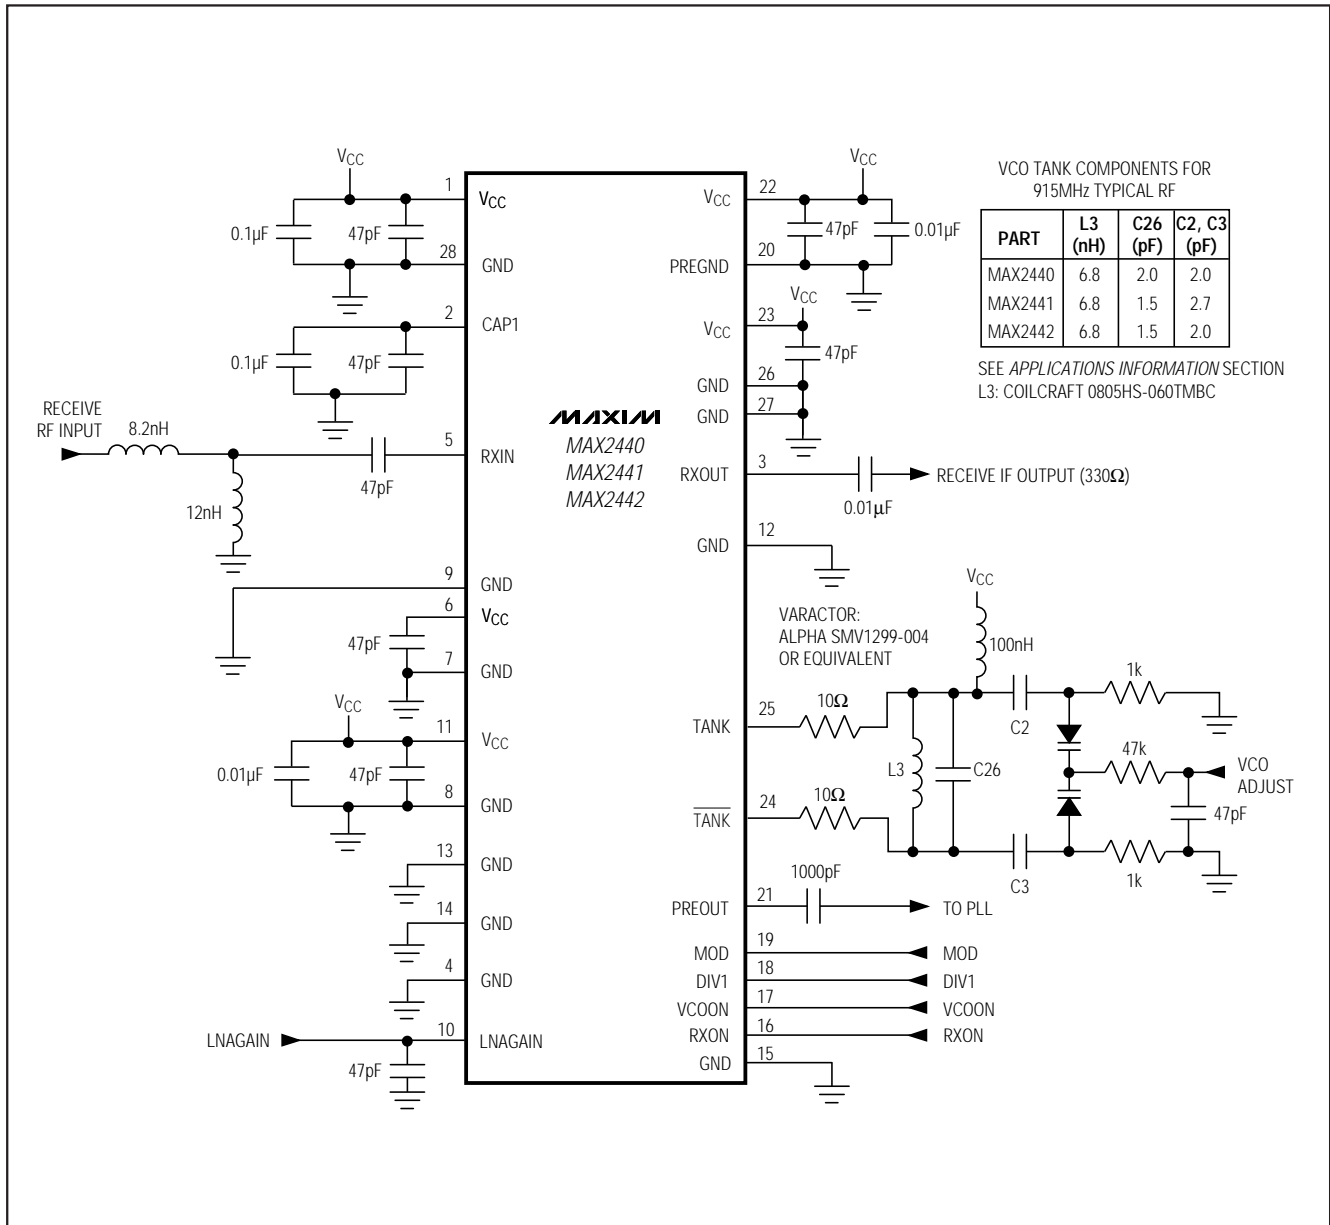 VCC
1
VCC
0.1µF
47pF
28
GND
2
CAP1
0.1µF
47pF
RECEIVE
RF INPUT
8.2nH
5
RXIN
47pF
12nH
9
GND
6
VCC
47pF
7
GND
VCC
11
VCC
0.01µF
47pF
8
GND
13
GND
14
GND
4
GND
LNAGAIN
10
LNAGAIN
47pF
MAXIM
MAX2440
MAX2441
MAX2442
VCC
22
VCC
47pF
0.01µF
20
PREGND
VCC
23
VCC
47pF
26
GND
27
GND
3
RXOUT
RECEIVE IF OUTPUT (330Ω)
0.01µF
12
GND
VCC
VARACTOR:
ALPHA SMV1299-004
OR EQUIVALENT
100nH
1k
25
10Ω
TANK
C2
47k
VCO
ADJUST
L3
C26
24
10Ω
TANK
47pF
C3
1k
1000pF
21
PREOUT
TO PLL
19
MOD
MOD
18
DIV1
DIV1
17
VCOON
VCOON
16
RXON
RXON
15
GND
VCO TANK COMPONENTS FOR
915MHz TYPICAL RF
PART L3 (nH) C26 (pF) C2, C3 (pF)
MAX2440 6.8 2.0 2.0
MAX2441 6.8 1.5 2.7
MAX2442 6.8 1.5 2.0
SEE APPLICATIONS INFORMATION SECTION
L3: COILCRAFT 0805HS-060TMBC